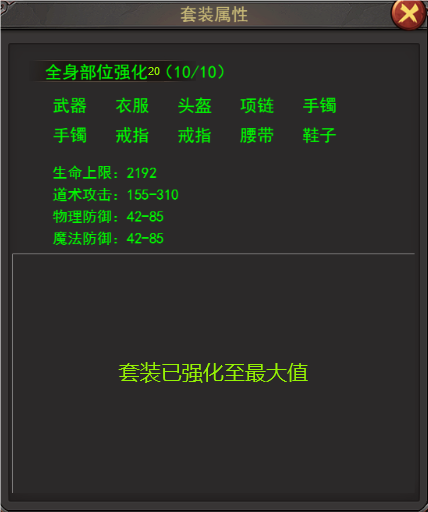 套装属性
全身部位强化20（10/10）
武器 衣服 头盔 项链 手镯
手镯 戒指 戒指 腰带 鞋子
生命上限：2192
道术攻击：155-310
物理防御：42-85
魔法防御：42-85
套装已强化至最大值